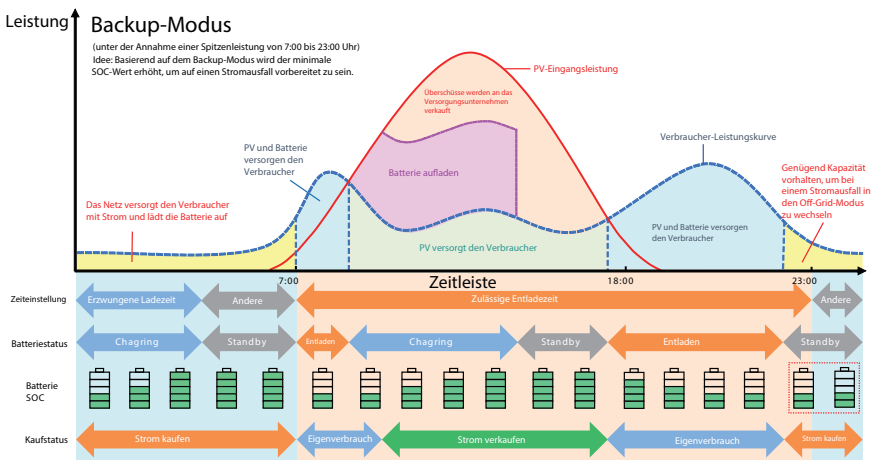 Leistung
Backup-Modus
(unter der Annahme einer Spitzenleistung von 7:00 bis 23:00 Uhr)
Idee: Basierend auf dem Backup-Modus wird der minimale
SOC-Wert erhöht, um auf einen Stromausfall vorbereitet zu sein.
PV-Eingangsleistung
Überschüsse werden an das
Versorgungsunternehmen
verkauft
PV und Batterie
versorgen den
Verbraucher
Verbraucher-Leistungskurve
Batterie aufladen
Genügend Kapazität
vorhalten, um bei
einem Stromausfall in
den Off-Grid-Modus
zu wechseln
Das Netz versorgt den Verbraucher
mit Strom und lädt die Batterie auf
PV versorgt den Verbraucher
PV und Batterie versorgen
den Verbraucher
7:00
Zeitleiste
18:00
23:00
Zeiteinstellung
Erzwungene Ladezeit
Andere
Zulässige Entladezeit
Andere
Batteriestatus
Chagring
Standby
Entladen
Chagring
Standby
Entladen
Standby
Batterie
SOC
Kaufstatus
Strom kaufen
Eigenverbrauch
Strom verkaufen
Eigenverbrauch
Strom kaufen